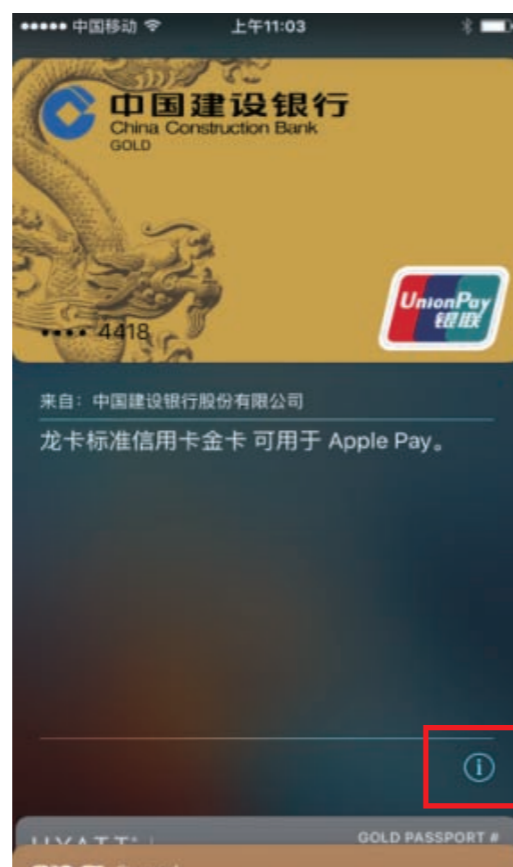 中国移动 上午11:03
中国建设银行
China Construction Bank
GOLD
UnionPay
银联
•••• 4418
来自：中国建设银行股份有限公司
龙卡标准信用卡金卡 可用于 Apple Pay。
i
HYATT
GOLD PASSPORT #